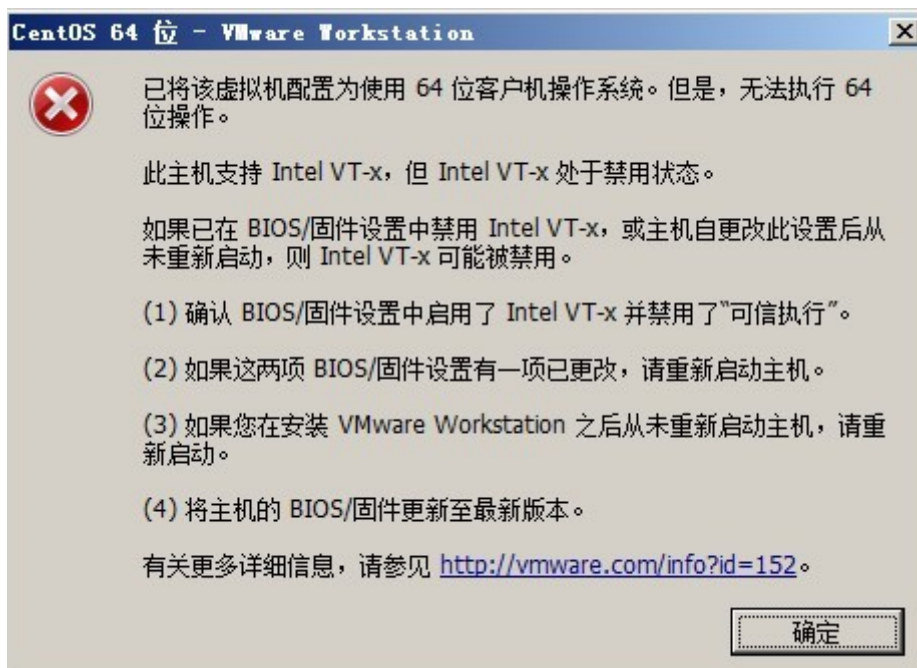 CentOS 64 位 - VMware Workstation
已将该虚拟机配置为使用 64 位客户机操作系统。但是，无法执行 64
位操作。
此主机支持 Intel VT-x，但 Intel VT-x 处于禁用状态。
如果已在 BIOS/固件设置中禁用 Intel VT-x，或主机自更改此设置后从
未重新启动，则 Intel VT-x 可能被禁用。
(1) 确认 BIOS/固件设置中启用了 Intel VT-x 并禁用了“可信执行”。
(2) 如果这两项 BIOS/固件设置有一项已更改，请重新启动主机。
(3) 如果您在安装 VMware Workstation 之后从未重新启动主机，请重
新启动。
(4) 将主机的 BIOS/固件更新至最新版本。
有关更多详细信息，请参见 http://vmware.com/info?id=152。
确定